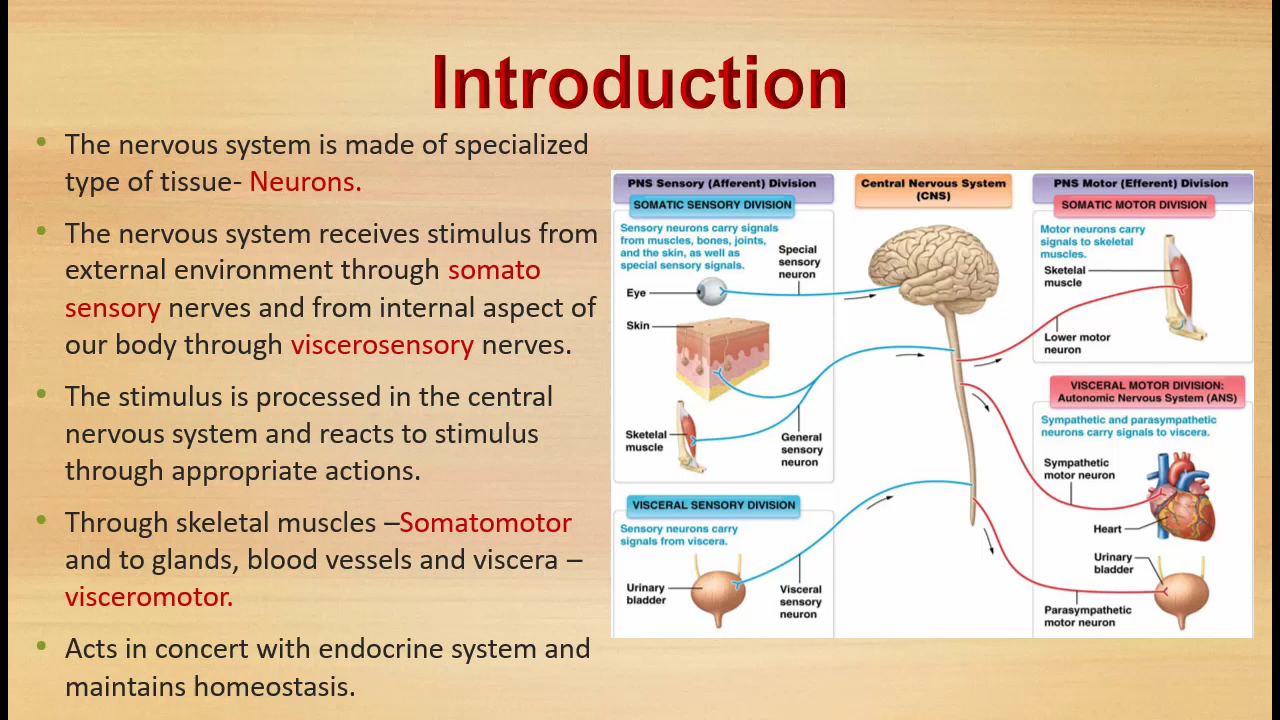 Introduction
• The nervous system is made of specialized
type of tissue- Neurons.
• The nervous system receives stimulus from
external environment through somato
sensory nerves and from internal aspect of
our body through viscerosensory nerves.
• The stimulus is processed in the central
nervous system and reacts to stimulus
through appropriate actions.
• Through skeletal muscles –Somatomotor
and to glands, blood vessels and viscera –
visceromotor.
• Acts in concert with endocrine system and
maintains homeostasis.
PNS Sensory (Afferent) Division
SOMATIC SENSORY DIVISION
Sensory neurons carry signals
from muscles, bones, joints,
and the skin, as well as
special sensory signals.
Special
sensory
neuron
Eye
Skin
Sketelal
muscle
General
sensory
neuron
VISCERAL SENSORY DIVISION
Sensory neurons carry
signals from viscera.
Urinary
bladder
Visceral
sensory
neuron
Central Nervous System
(CNS)
PNS Motor (Efferent) Division
SOMATIC MOTOR DIVISION
Motor neurons carry
signals to skeletal
muscles.
Sketelal
muscle
Lower motor
neuron
VISCERAL MOTOR DIVISION:
Autonomic Nervous System (ANS)
Sympathetic and parasympathetic
neurons carry signals to viscera.
Sympathetic
motor neuron
Heart
Urinary
bladder
Parasympathetic
motor neuron